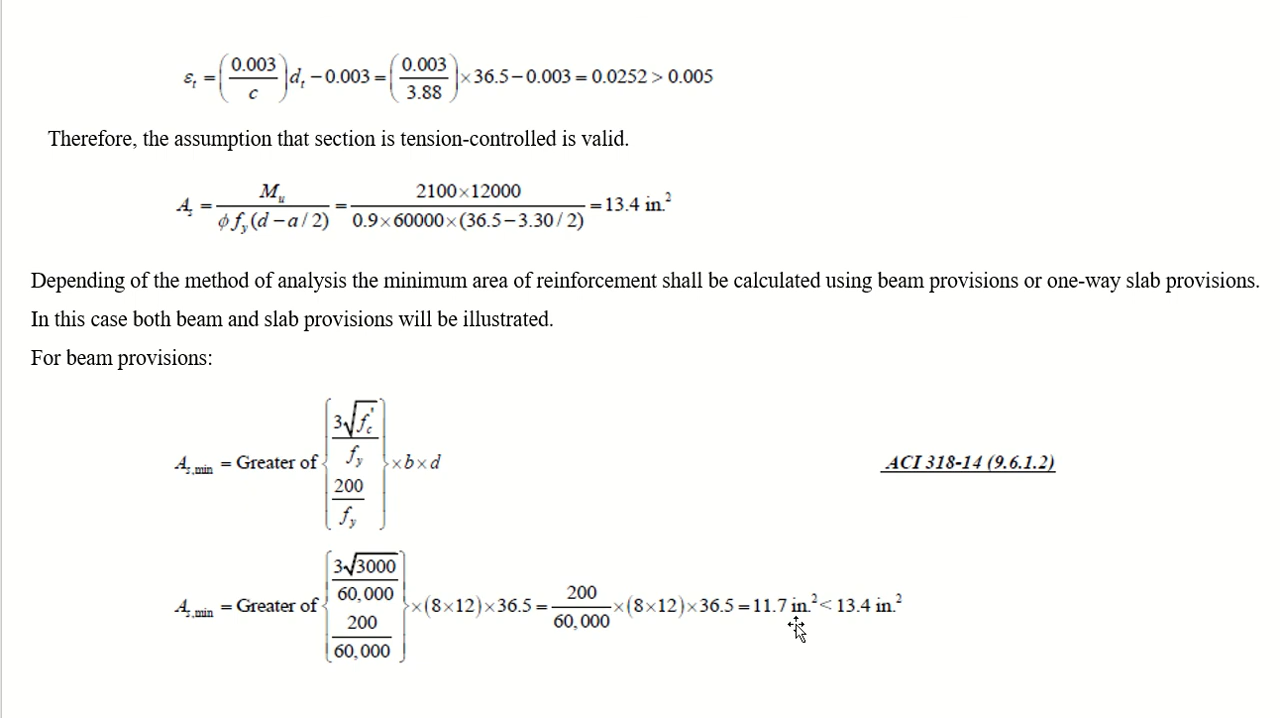 εₜ = (0.003 / c) dₜ − 0.003 = (0.003 / 3.88) × 36.5 − 0.003 = 0.0252 > 0.005
Therefore, the assumption that section is tension-controlled is valid.
Aₛ = Mᵤ / ϕ f_y (d − a / 2) = 2100×12000 / 0.9×60000×(36.5−3.30 / 2) = 13.4 in.²
Depending of the method of analysis the minimum area of reinforcement shall be calculated using beam provisions or one-way slab provisions.
In this case both beam and slab provisions will be illustrated.
For beam provisions:
A_s,min = Greater of { 3√f'_c / f_y ; 200 / f_y } × b × d ACI 318-14 (9.6.1.2)
A_s,min = Greater of { 3√3000 / 60,000 ; 200 / 60,000 } × (8×12) × 36.5 = 200 / 60,000 × (8×12) × 36.5 = 11.7 in.² < 13.4 in.²